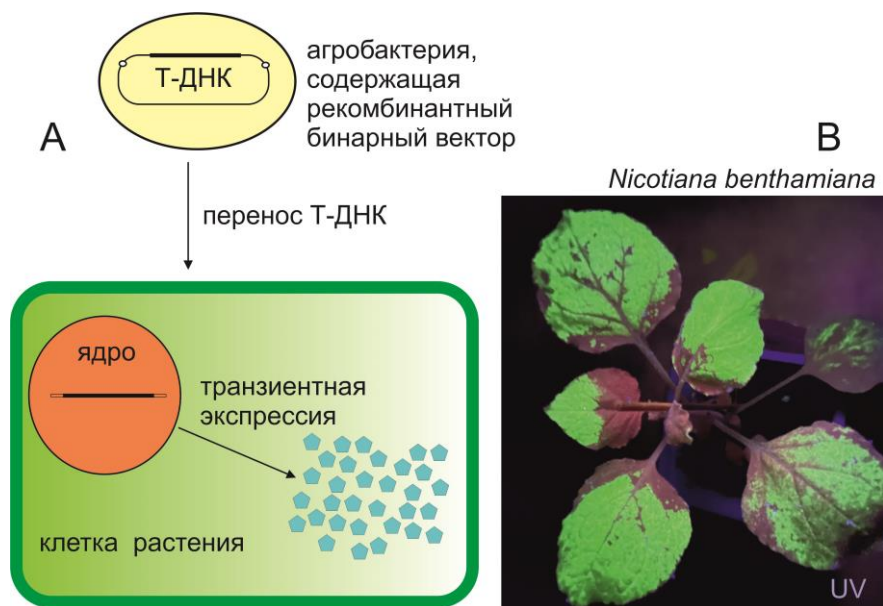 Т-ДНК
агробактерия,
содержащая
рекомбинантный
бинарный вектор
A
перенос Т-ДНК
ядро
транзиентная
экспрессия
клетка растения
B
Nicotiana benthamiana
UV